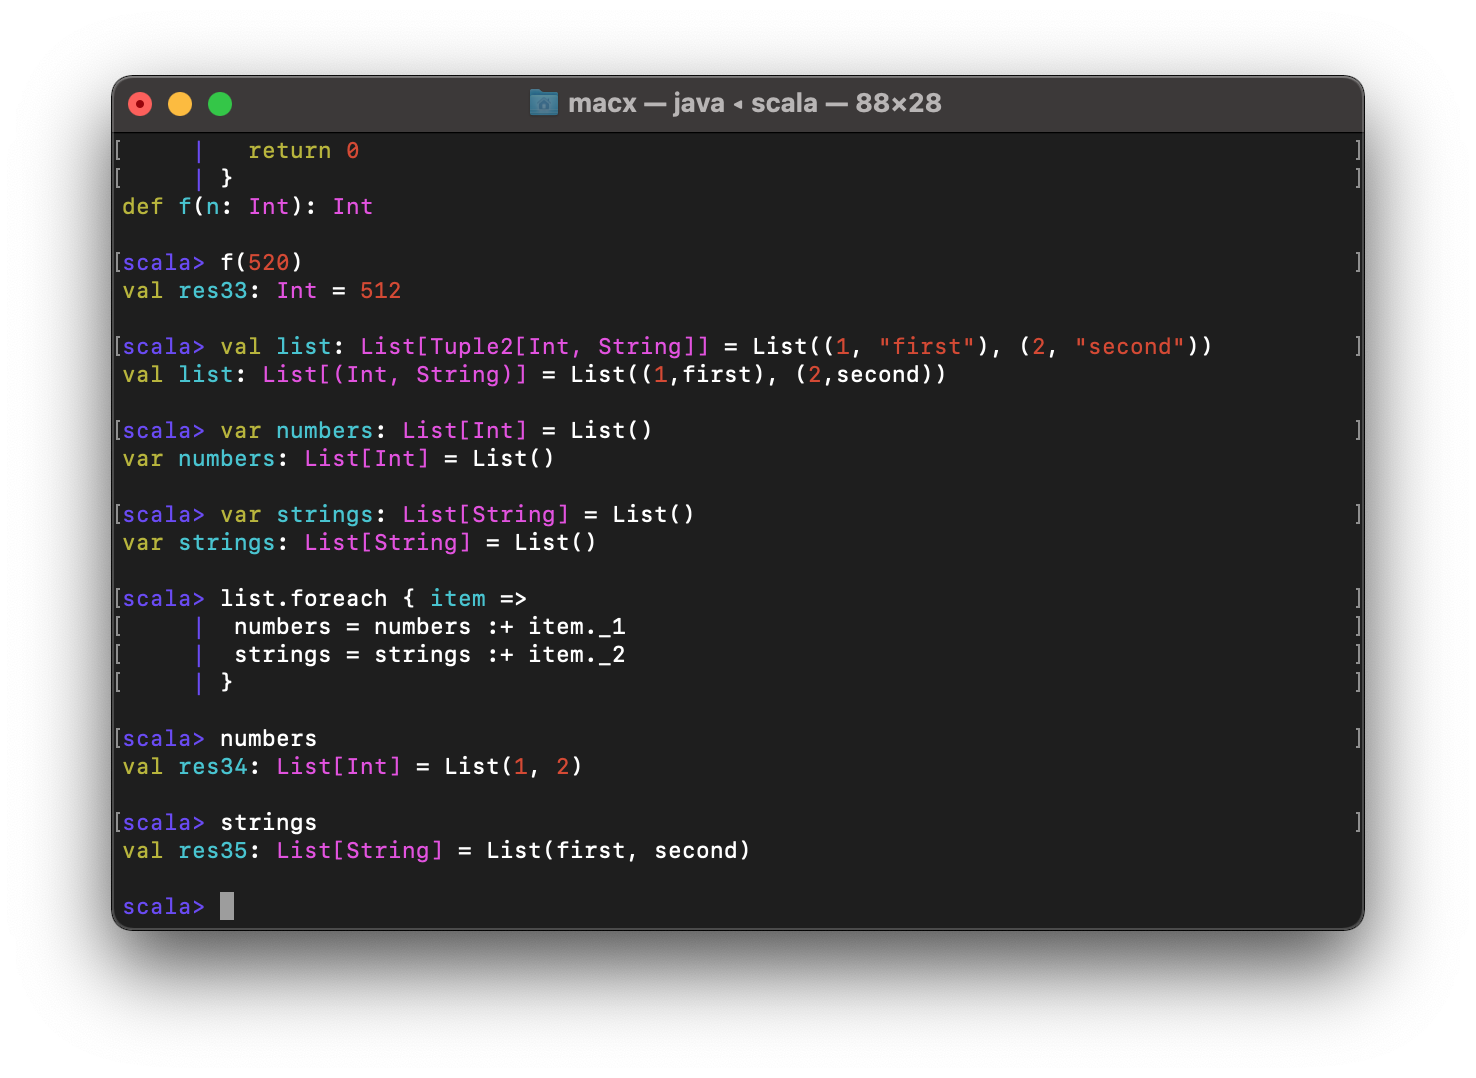 macx — java ◂ scala — 88×28
[     |   return 0 ]
[     | } ]
def f(n: Int): Int
[scala> f(520) ]
val res33: Int = 512
[scala> val list: List[Tuple2[Int, String]] = List((1, "first"), (2, "second")) ]
val list: List[(Int, String)] = List((1,first), (2,second))
[scala> var numbers: List[Int] = List() ]
var numbers: List[Int] = List()
[scala> var strings: List[String] = List() ]
var strings: List[String] = List()
[scala> list.foreach { item => ]
[     |  numbers = numbers :+ item._1 ]
[     |  strings = strings :+ item._2 ]
[     | } ]
[scala> numbers ]
val res34: List[Int] = List(1, 2)
[scala> strings ]
val res35: List[String] = List(first, second)
scala>